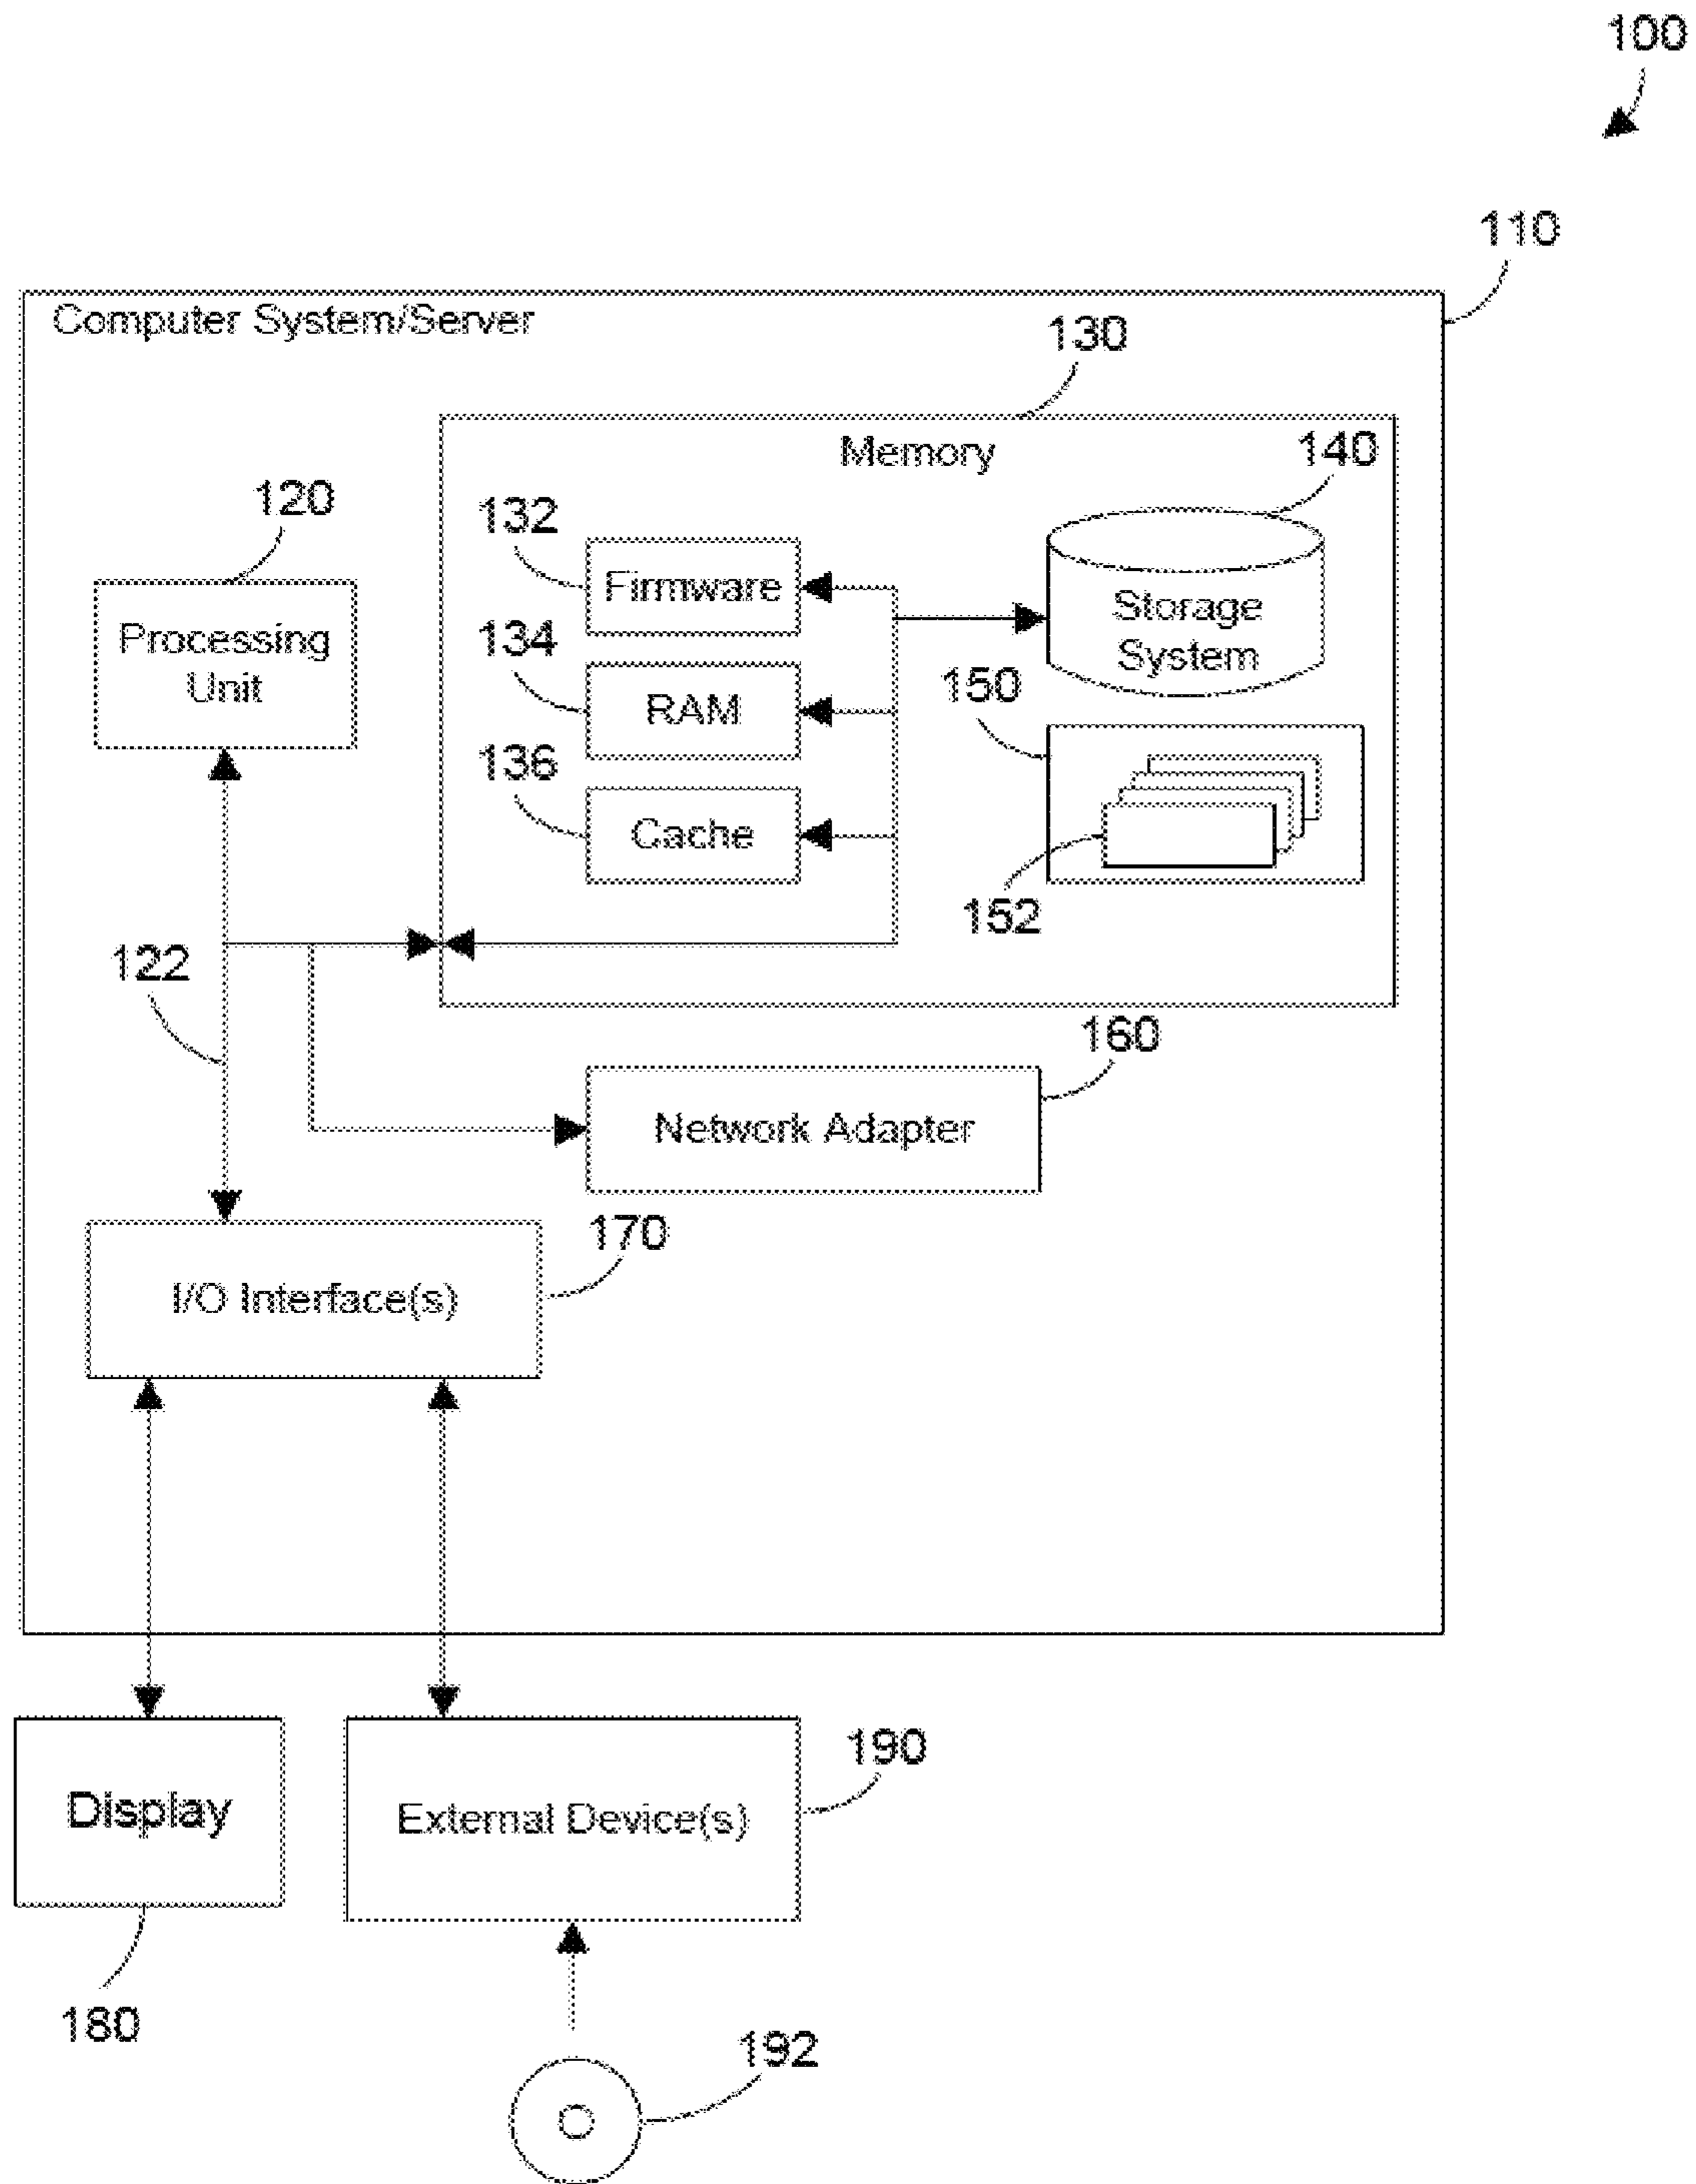 100
110
Computer System/Server
130
Memory
140
120
132
Firmware
Processing
Unit
Storage
System
134
RAM
150
136
Cache
152
122
160
Network Adapter
170
I/O Interface(s)
190
Display
External Device(s)
180
192